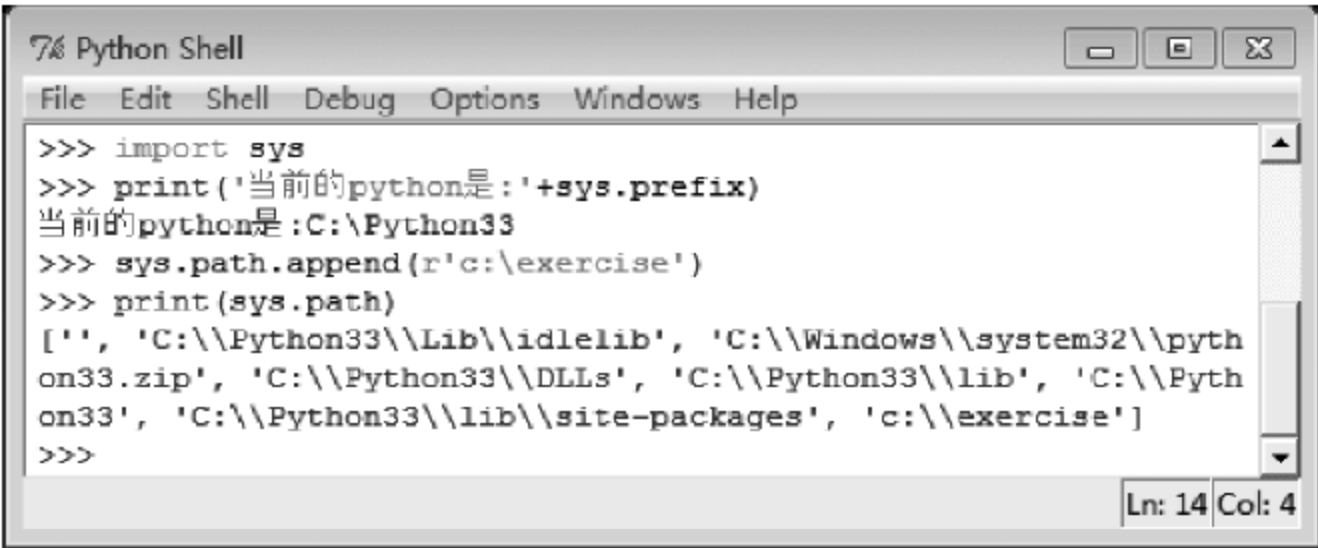 Python Shell
File Edit Shell Debug Options Windows Help
>>> import sys
>>> print('当前的python是:'+sys.prefix)
当前的python是:C:\Python33
>>> sys.path.append(r'c:\exercise')
>>> print(sys.path)
['', 'C:\\Python33\\Lib\\idlelib', 'C:\\Windows\\system32\\pyth
on33.zip', 'C:\\Python33\\DLLs', 'C:\\Python33\\lib', 'C:\\Pyth
on33', 'C:\\Python33\\lib\\site-packages', 'c:\\exercise']
>>>
Ln: 14 Col: 4